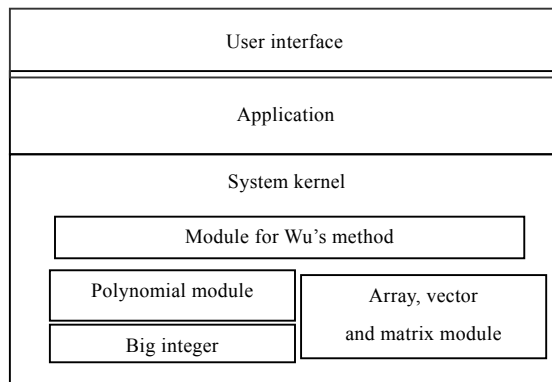 User interface
Application
System kernel
Module for Wu's method
Polynomial module
Big integer
Array, vector
and matrix module